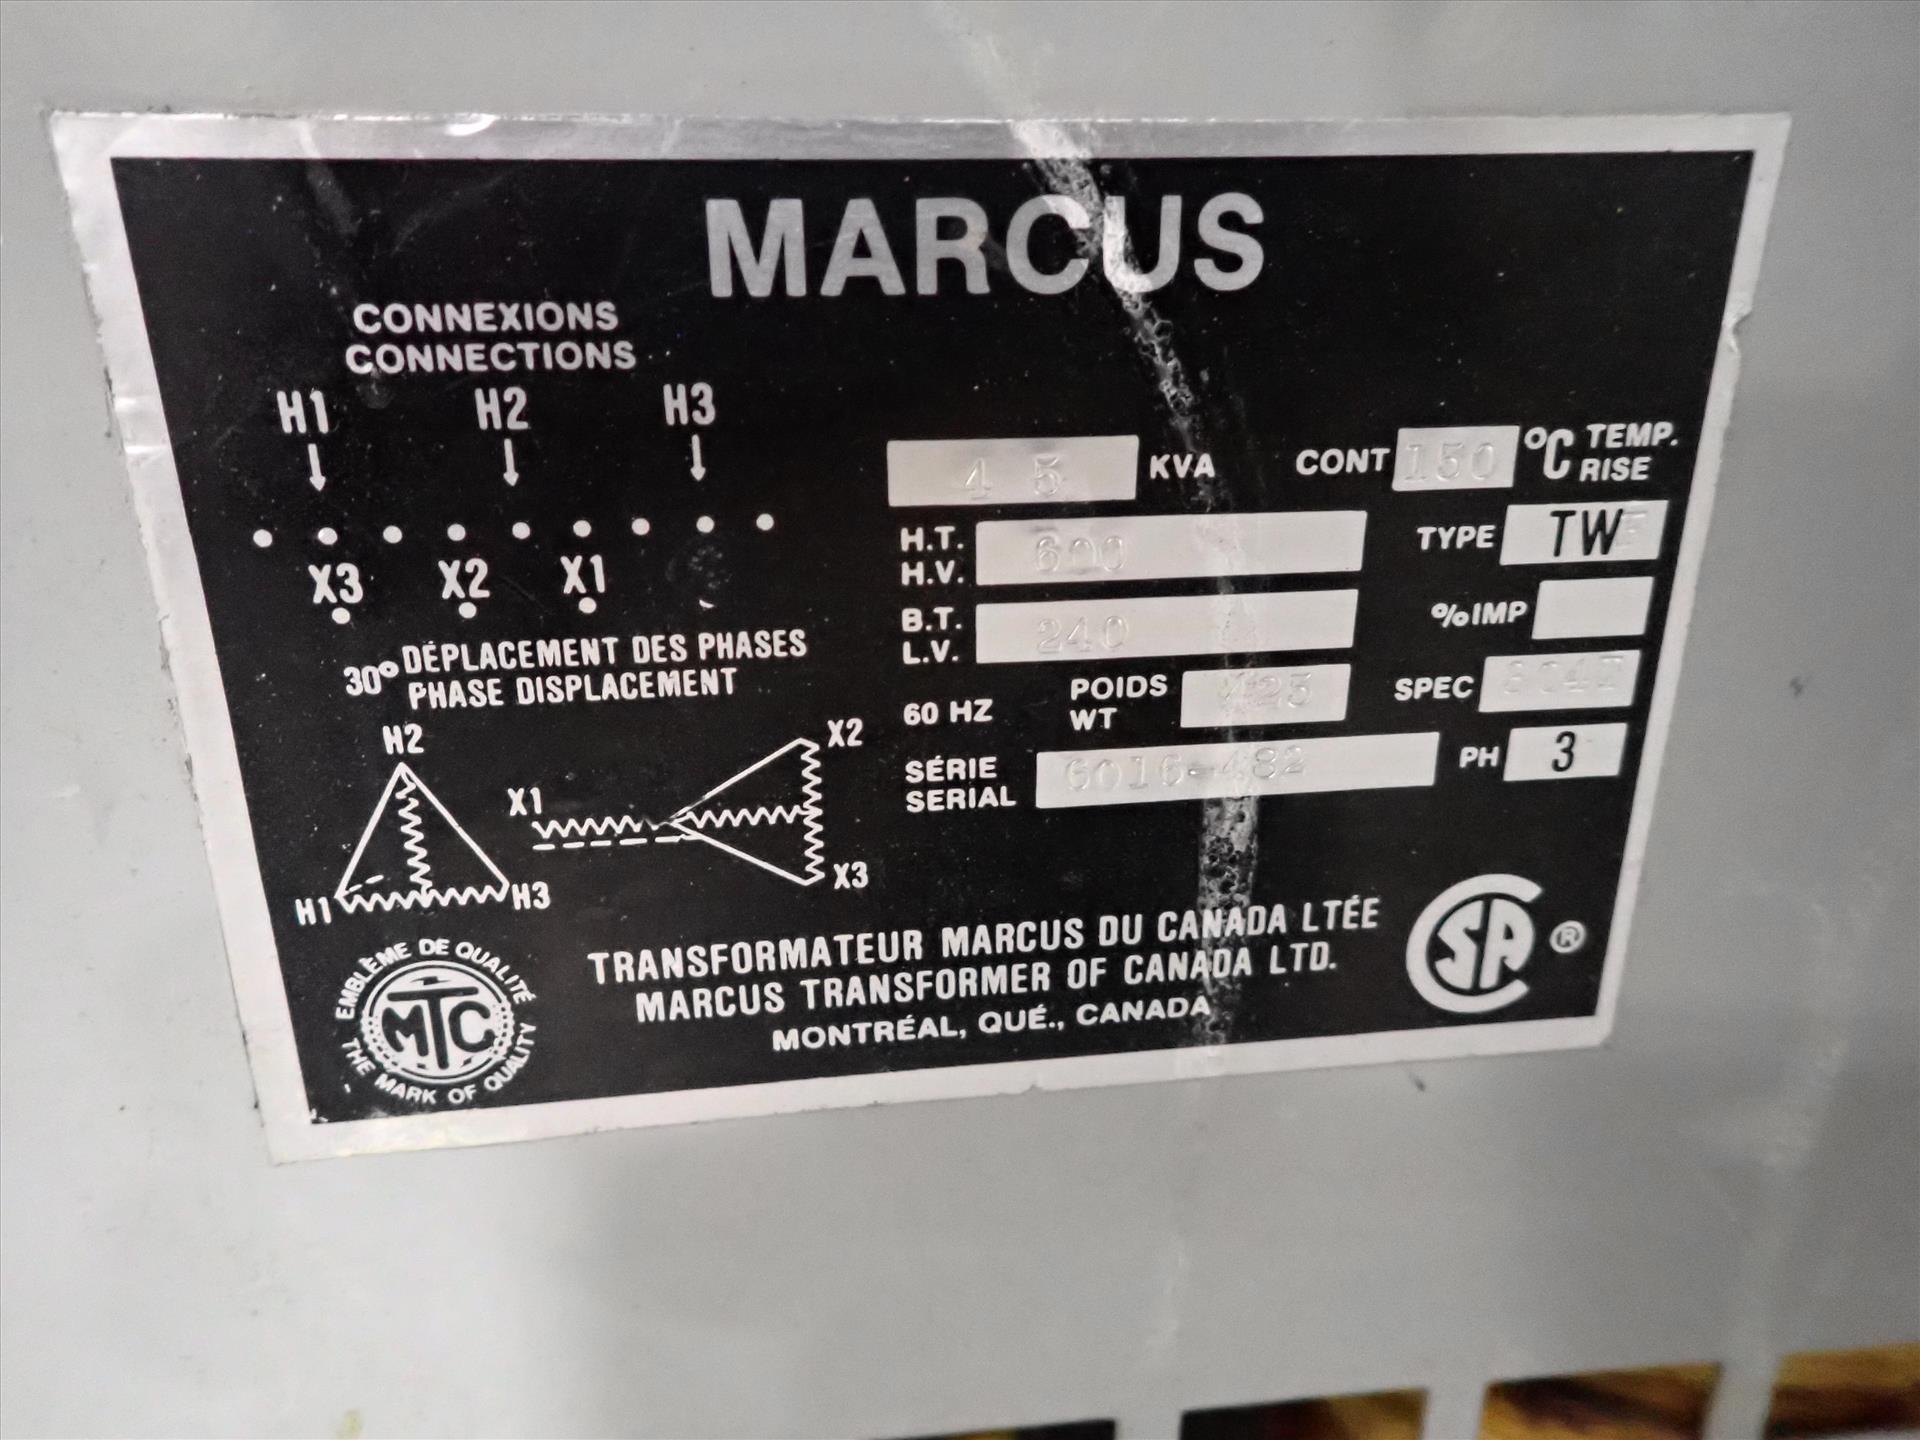 MARCUS
CONNEXIONS
CONNECTIONS
H1 H2 H3
X3 X2 X1
30° DÉPLACEMENT DES PHASES
PHASE DISPLACEMENT
H2
H1 H3
X1 X2
X3
45 KVA CONT 150 °C TEMP. RISE
H.T. 600 TYPE TW
H.V.
B.T. 240 % IMP
L.V.
60 HZ POIDS SPEC
WT
SÉRIE 6016-482 PH 3
SERIAL
TRANSFORMATEUR MARCUS DU CANADA LTÉE
MARCUS TRANSFORMER OF CANADA LTD.
MONTRÉAL, QUÉ., CANADA
EMBLÈME DE QUALITÉ
MTC
THE MARK OF QUALITY
CSA ®